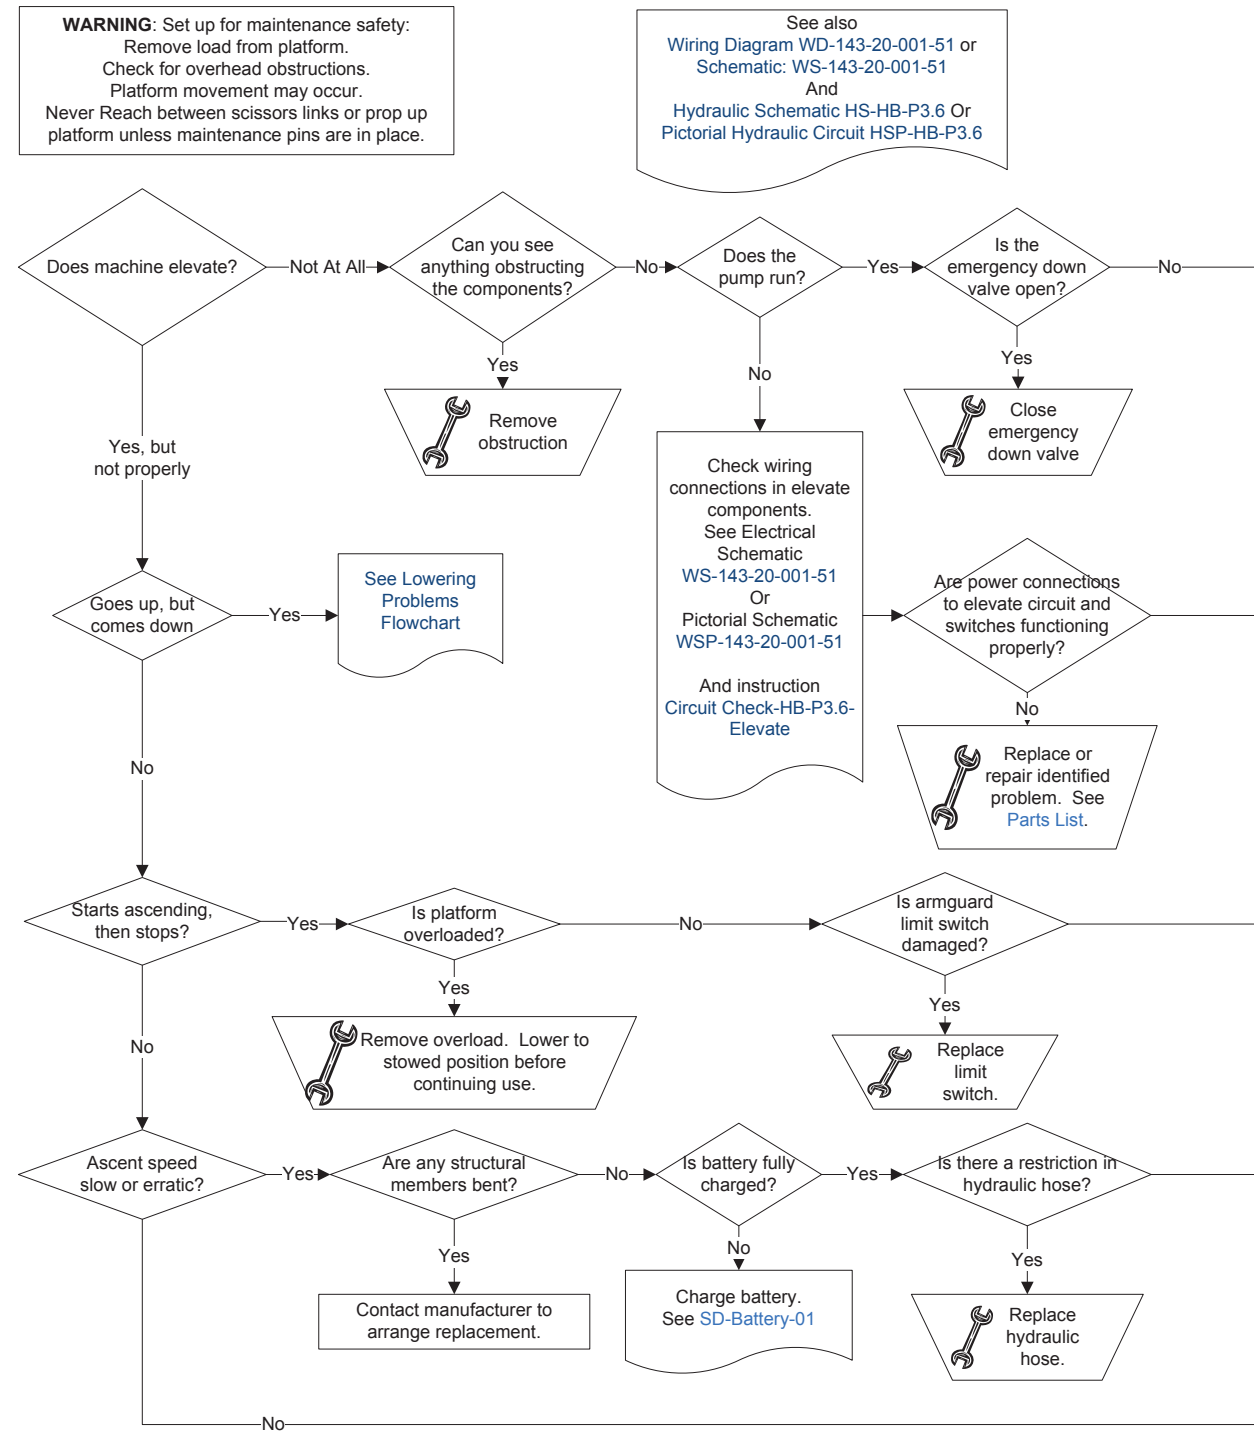 WARNING: Set up for maintenance safety:
Remove load from platform.
Check for overhead obstructions.
Platform movement may occur.
Never Reach between scissors links or prop up
platform unless maintenance pins are in place.
See also
Wiring Diagram WD-143-20-001-51 or
Schematic: WS-143-20-001-51
And
Hydraulic Schematic HS-HB-P3.6 Or
Pictorial Hydraulic Circuit HSP-HB-P3.6
Does machine elevate?
Not At All
Can you see
anything obstructing
the components?
No
Does the
pump run?
Yes
Is the
emergency down
valve open?
No
Yes
Remove
obstruction
No
Yes
Close
emergency
down valve
Yes, but
not properly
Check wiring
connections in elevate
components.
See Electrical
Schematic
WS-143-20-001-51
Or
Pictorial Schematic
WSP-143-20-001-51
And instruction
Circuit Check-HB-P3.6-
Elevate
Are power connections
to elevate circuit and
switches functioning
properly?
No
Replace or
repair identified
problem. See
Parts List.
Goes up, but
comes down
Yes
See Lowering
Problems
Flowchart
No
Starts ascending,
then stops?
Yes
Is platform
overloaded?
No
Is armguard
limit switch
damaged?
Yes
Remove overload. Lower to
stowed position before
continuing use.
Yes
Replace
limit
switch.
No
Ascent speed
slow or erratic?
Yes
Are any structural
members bent?
No
Is battery fully
charged?
Yes
Is there a restriction in
hydraulic hose?
Yes
Contact manufacturer to
arrange replacement.
No
Charge battery.
See SD-Battery-01
Yes
Replace
hydraulic
hose.
No